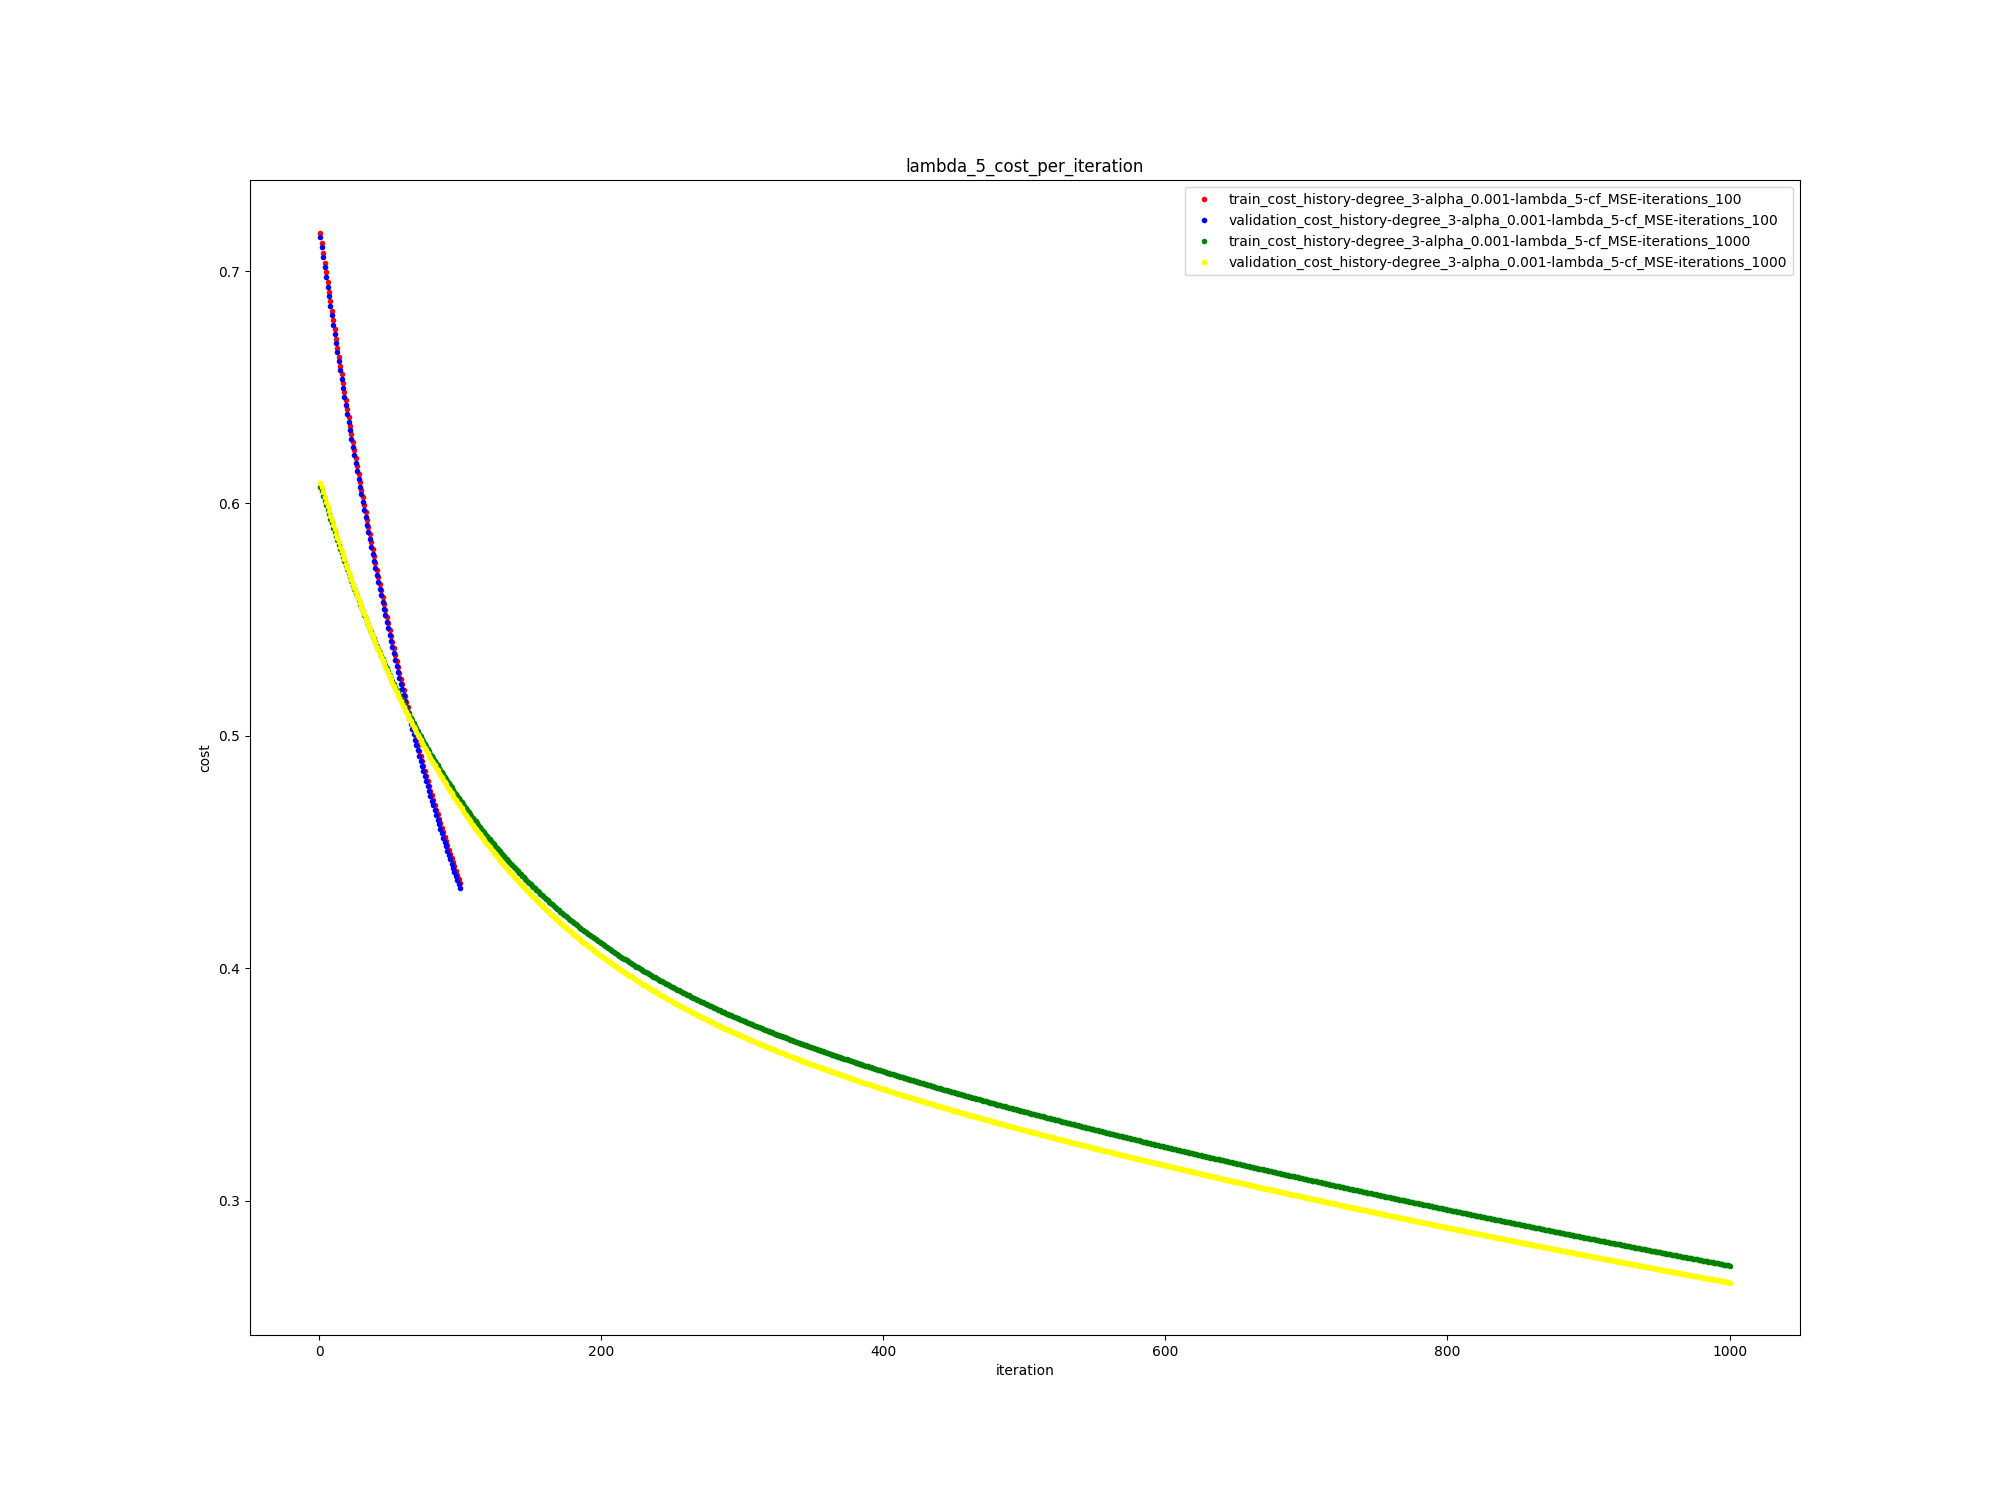 lambda_5_cost_per_iteration
train_cost_history-degree_3-alpha_0.001-lambda_5-cf_MSE-iterations_100
validation_cost_history-degree_3-alpha_0.001-lambda_5-cf_MSE-iterations_100
train_cost_history-degree_3-alpha_0.001-lambda_5-cf_MSE-iterations_1000
validation_cost_history-degree_3-alpha_0.001-lambda_5-cf_MSE-iterations_1000
0.7
0.6
0.5
cost
0.4
0.3
0 200 400 600 800 1000
iteration